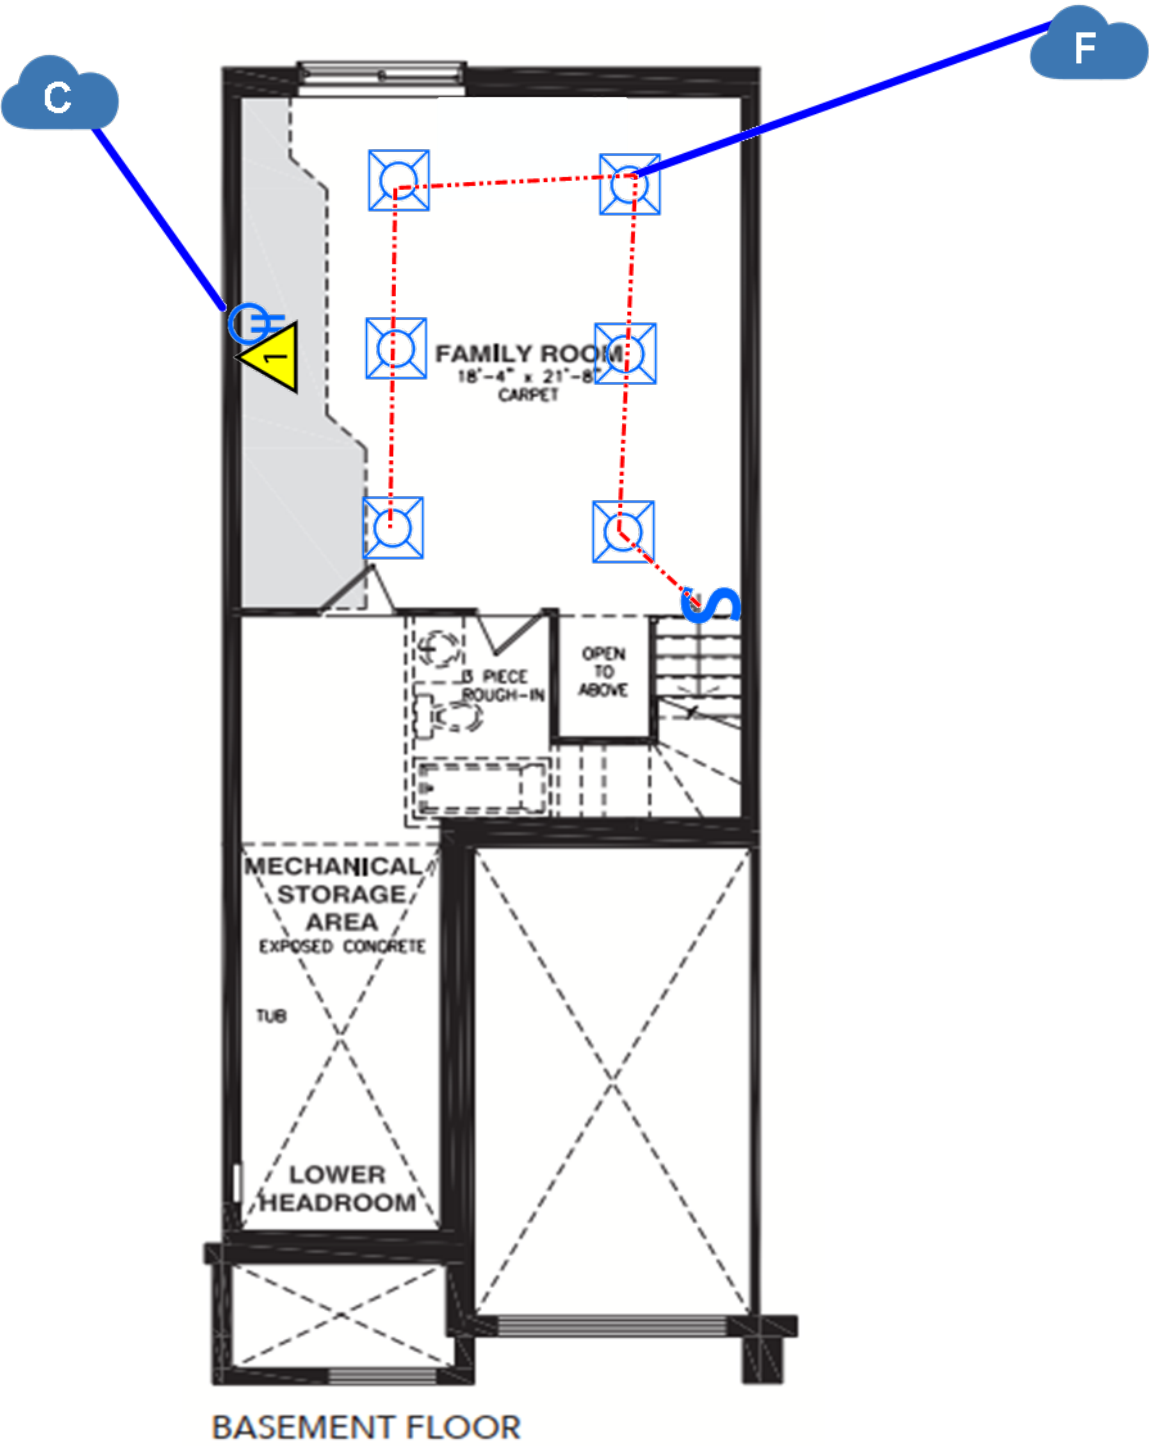 F
C
1
FAMILY ROOM
18'-4" x 21'-8"
CARPET
S
OPEN
TO
ABOVE
3 PIECE
ROUGH-IN
MECHANICAL
STORAGE
AREA
EXPOSED CONCRETE
TUB
LOWER
HEADROOM
BASEMENT FLOOR